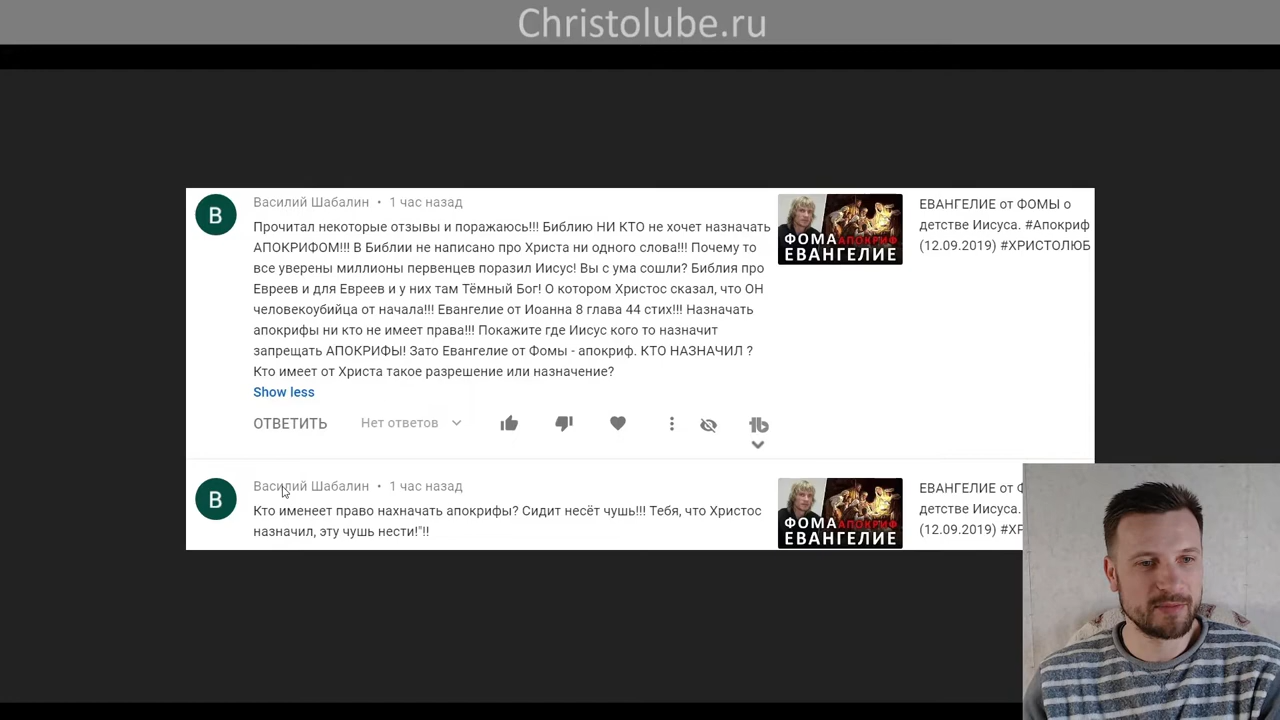 Christolube.ru
В
Василий Шабалин • 1 час назад
Прочитал некоторые отзывы и поражаюсь!!! Библию НИ КТО не хочет назначать
АПОКРИФОМ!!! В Библии не написано про Христа ни одного слова!!! Почему то
все уверены миллионы первенцев поразил Иисус! Вы с ума сошли? Библия про
Евреев и для Евреев и у них там Тёмный Бог! О котором Христос сказал, что ОН
человекоубийца от начала!!! Евангелие от Иоанна 8 глава 44 стих!!! Назначать
апокрифы ни кто не имеет права!!! Покажите где Иисус кого то назначит
запрещать АПОКРИФЫ! Зато Евангелие от Фомы - апокриф. КТО НАЗНАЧИЛ ?
Кто имеет от Христа такое разрешение или назначение?
Show less
ОТВЕТИТЬ Нет ответов
ФОМА АПОКРИФ
ЕВАНГЕЛИЕ
ЕВАНГЕЛИЕ от ФОМЫ о
детстве Иисуса. #Апокриф
(12.09.2019) #ХРИСТОЛЮБ
В
Василий Шабалин • 1 час назад
Кто именеет право нахначать апокрифы? Сидит несёт чушь!!! Тебя, что Христос
назначил, эту чушь нести!"!!
ФОМА АПОКРИФ
ЕВАНГЕЛИЕ
ЕВАНГЕЛИЕ от
детстве Иисуса.
(12.09.2019)